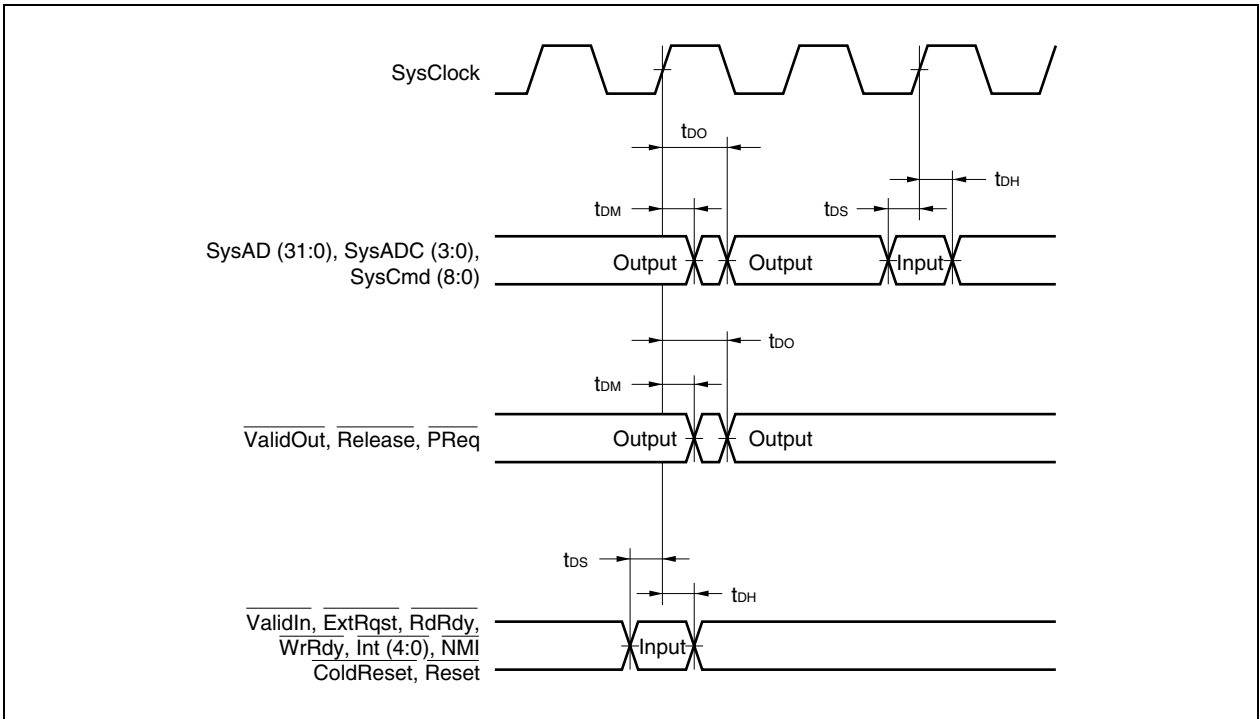 SysClock
tDO
tDH
tDM
tDS
SysAD (31:0), SysADC (3:0),
SysCmd (8:0)
Output
Output
Input
tDO
tDM
ValidOut, Release, PReq
Output
Output
tDS
tDH
ValidIn, ExtRqst, RdRdy,
WrRdy, Int (4:0), NMI
ColdReset, Reset
Input